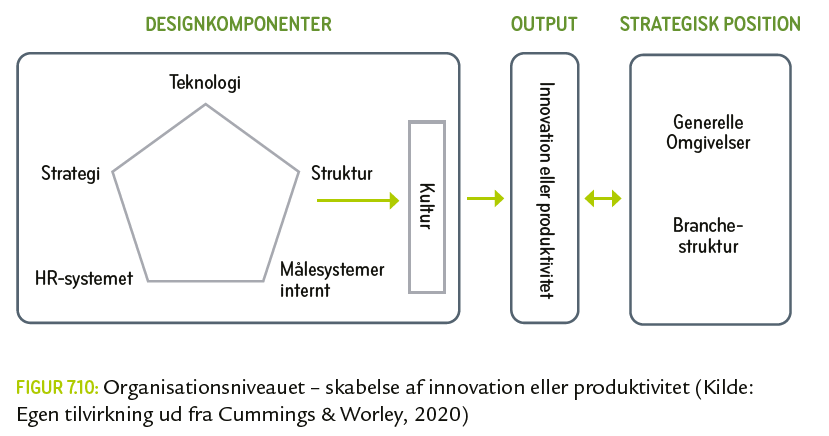 DESIGNKOMPONENTER
OUTPUT
STRATEGISK POSITION
Teknologi
Strategi
Struktur
HR-systemet
Målesystemer
internt
Kultur
Innovation eller produktivitet
Generelle
Omgivelser
Branche-
struktur
FIGUR 7.10: Organisationsniveauet – skabelse af innovation eller produktivitet (Kilde:
Egen tilvirkning ud fra Cummings & Worley, 2020)